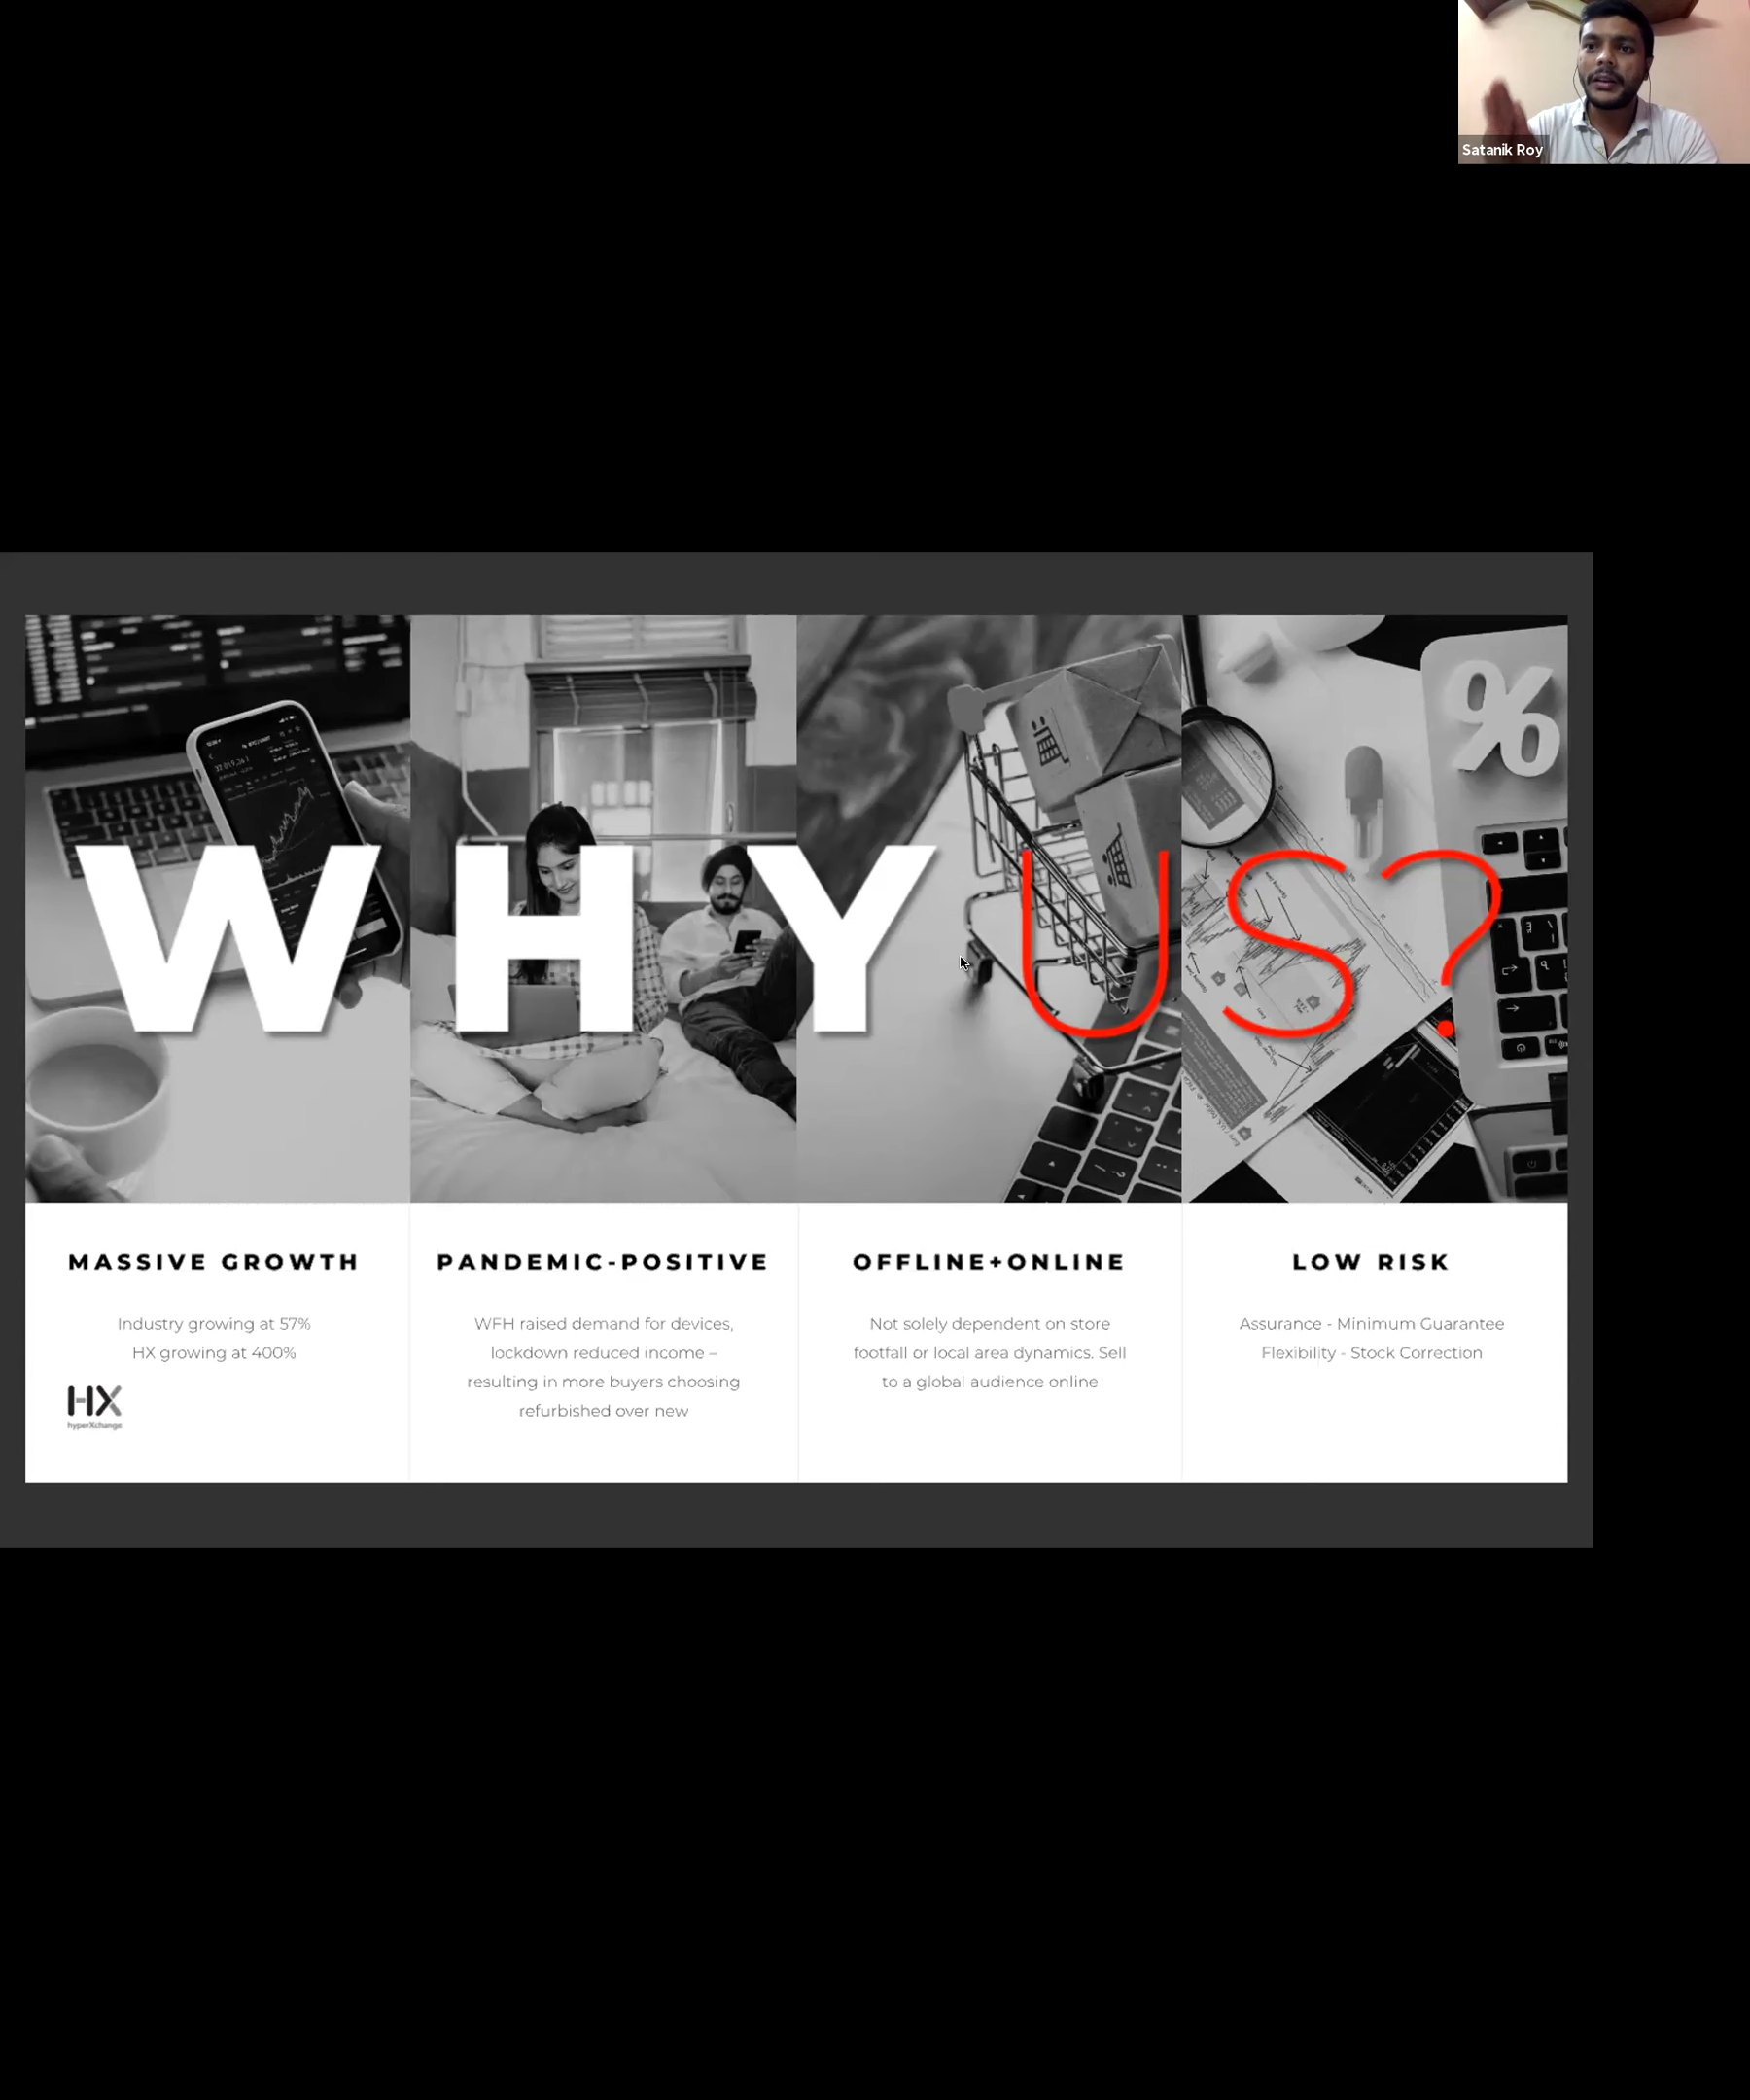 Satanik Roy
WHY US?
%
MASSIVE GROWTH
Industry growing at 57%
HX growing at 400%
HX
hyperXchange
PANDEMIC-POSITIVE
WFH raised demand for devices,
lockdown reduced income –
resulting in more buyers choosing
refurbished over new
OFFLINE+ONLINE
Not solely dependent on store
footfall or local area dynamics. Sell
to a global audience online
LOW RISK
Assurance - Minimum Guarantee
Flexibility - Stock Correction